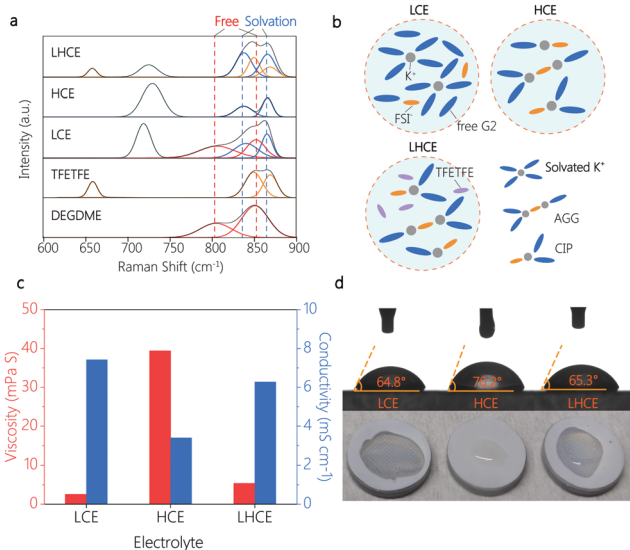 a
Free Solvation
LHCE
HCE
LCE
TFETFE
DEGDME
Intensity (a.u.)
600 650 700 750 800 850 900
Raman Shift (cm-1)
b
LCE
HCE
K+
FSI-
free G2
LHCE
TFETFE
Solvated K+
AGG
CIP
c
50
40
30
20
10
0
Viscosity (mPa S)
10
8
6
4
2
0
Conductivity (mS cm-1)
LCE HCE LHCE
Electrolyte
d
64.8° 65.3°
LCE HCE LHCE